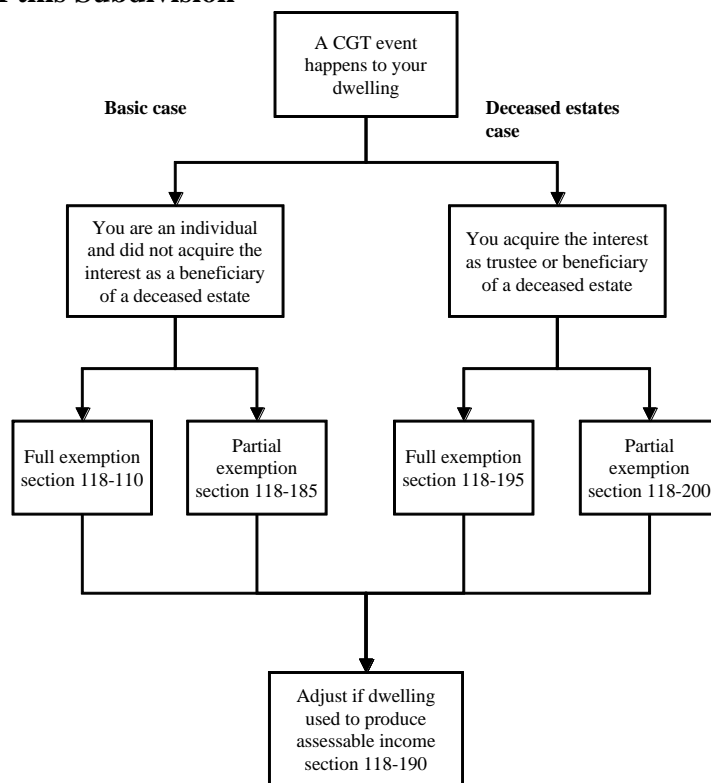 this Subdivision
A CGT event
happens to your
dwelling
Basic case
Deceased estates
case
You are an individual
and did not acquire the
interest as a beneficiary
of a deceased estate
You acquire the interest
as trustee or beneficiary
of a deceased estate
Full exemption
section 118-110
Partial
exemption
section 118-185
Full exemption
section 118-195
Partial
exemption
section 118-200
Adjust if dwelling
used to produce
assessable income
section 118-190